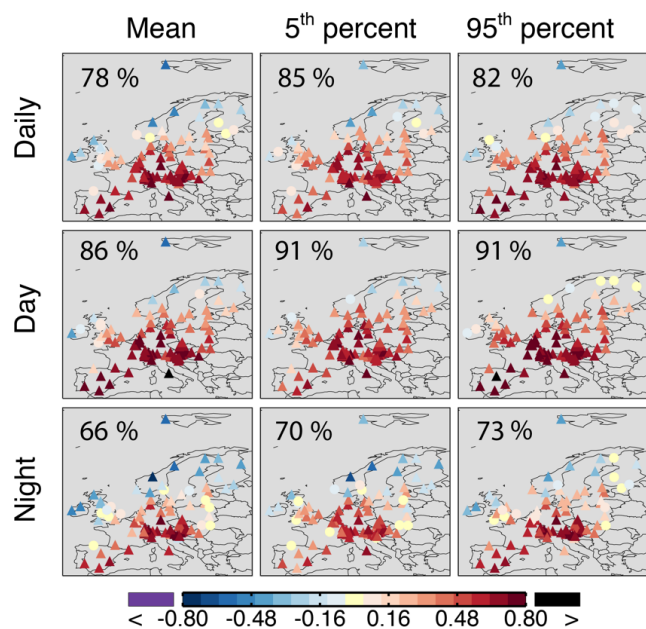 Mean 5th percent 95th percent
Daily 78 % 85 % 82 %
Day 86 % 91 % 91 %
Night 66 % 70 % 73 %
< -0.80 -0.48 -0.16 0.16 0.48 0.80 >